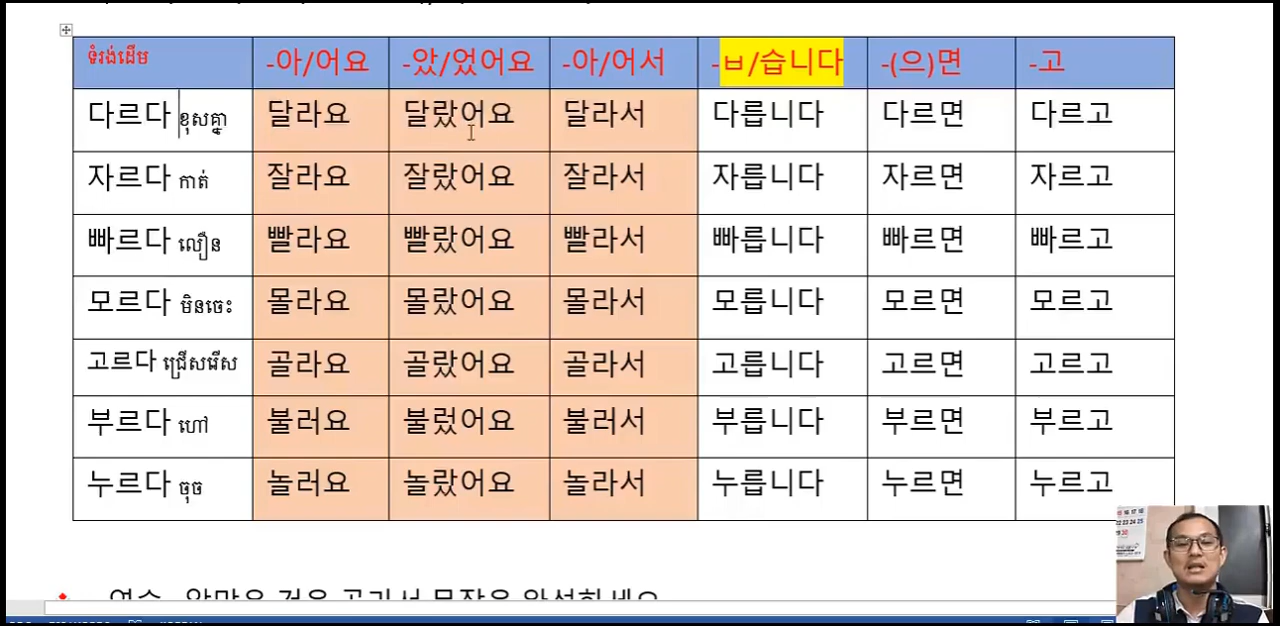 ទំរង់ដើម -아/어요 -았/었어요 -아/어서 -ㅂ/습니다 -(으)면 -고
다르다 ខុសគ្នា 달라요 달랐어요 달라서 다릅니다 다르면 다르고
자르다 កាត់ 잘라요 잘랐어요 잘라서 자릅니다 자르면 자르고
빠르다 លឿន 빨라요 빨랐어요 빨라서 빠릅니다 빠르면 빠르고
모르다 មិនចេះ 몰라요 몰랐어요 몰라서 모릅니다 모르면 모르고
고르다 ជ្រើសរើស 골라요 골랐어요 골라서 고릅니다 고르면 고르고
부르다 ហៅ 불러요 불렀어요 불러서 부릅니다 부르면 부르고
누르다 ចុច 놀러요 놀랐어요 놀라서 누릅니다 누르면 누르고